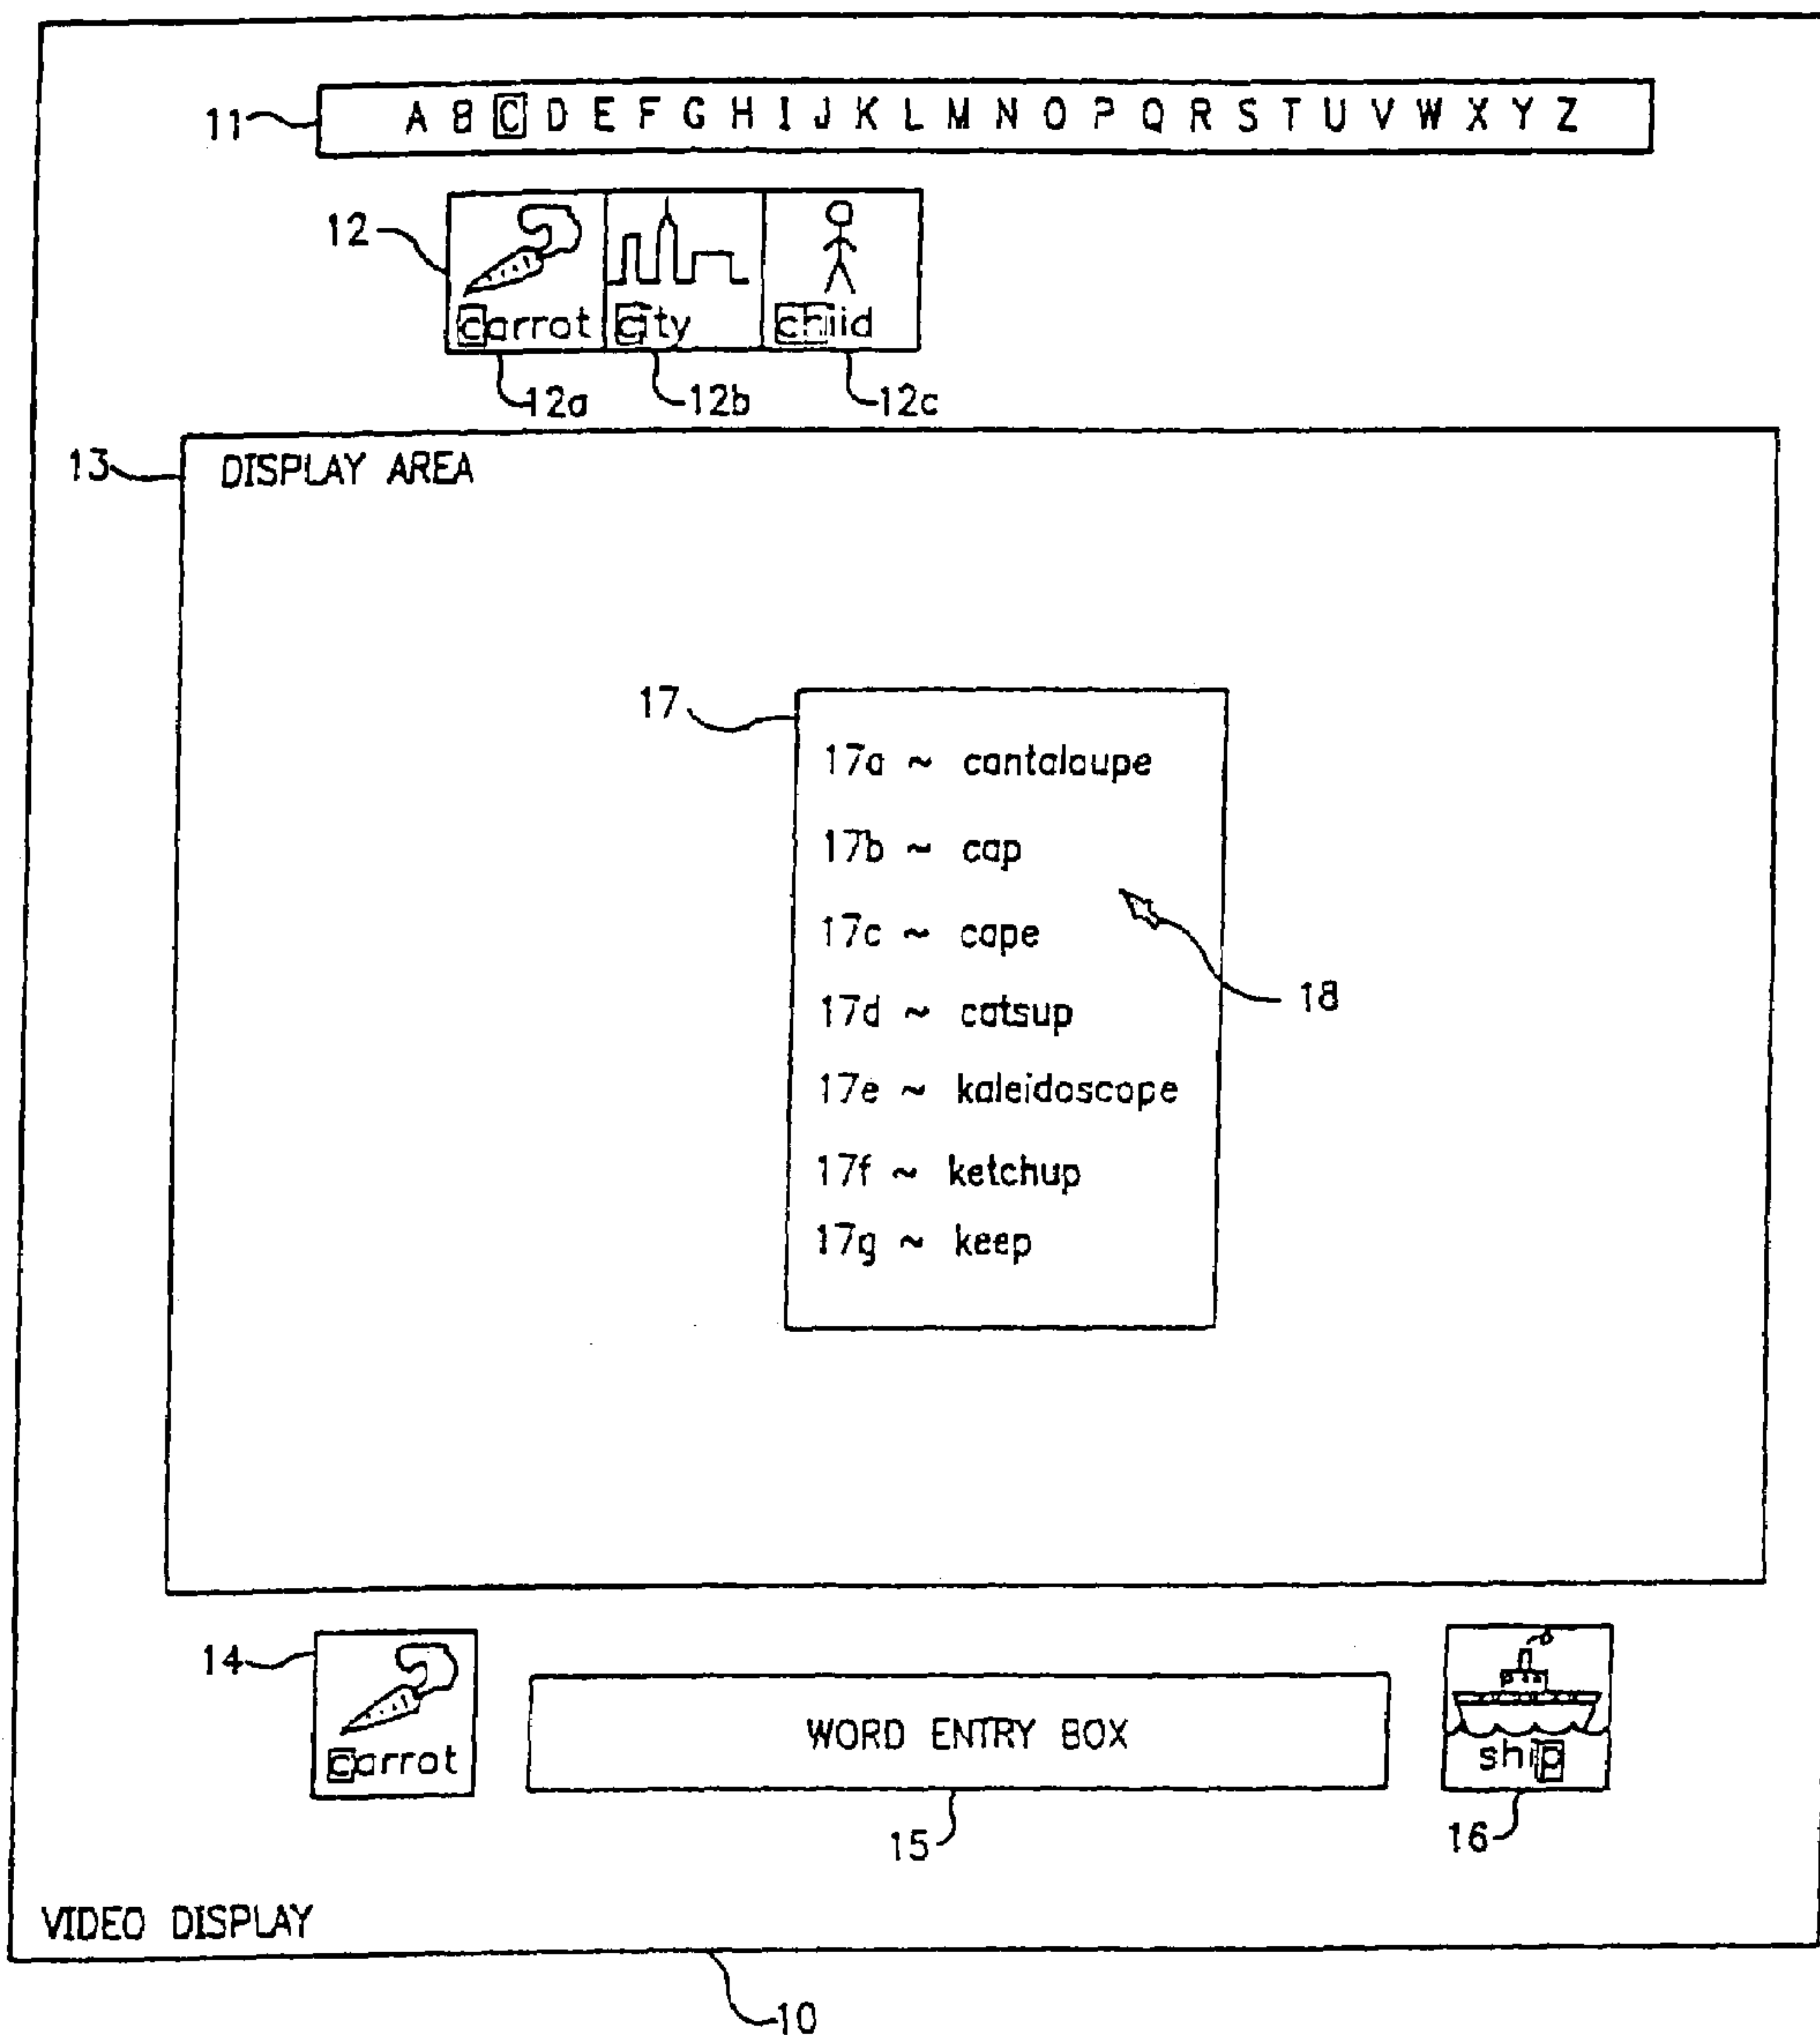 11 A B C D E F G H I J K L M N O P Q R S T U V W X Y Z
12
carrot city child
12a 12b 12c
13 DISPLAY AREA
17
17a ~ cantaloupe
17b ~ cap
17c ~ cape
18
17d ~ catsup
17e ~ kaleidoscope
17f ~ ketchup
17g ~ keep
14
carrot
WORD ENTRY BOX
ship
15
16
VIDEO DISPLAY
10